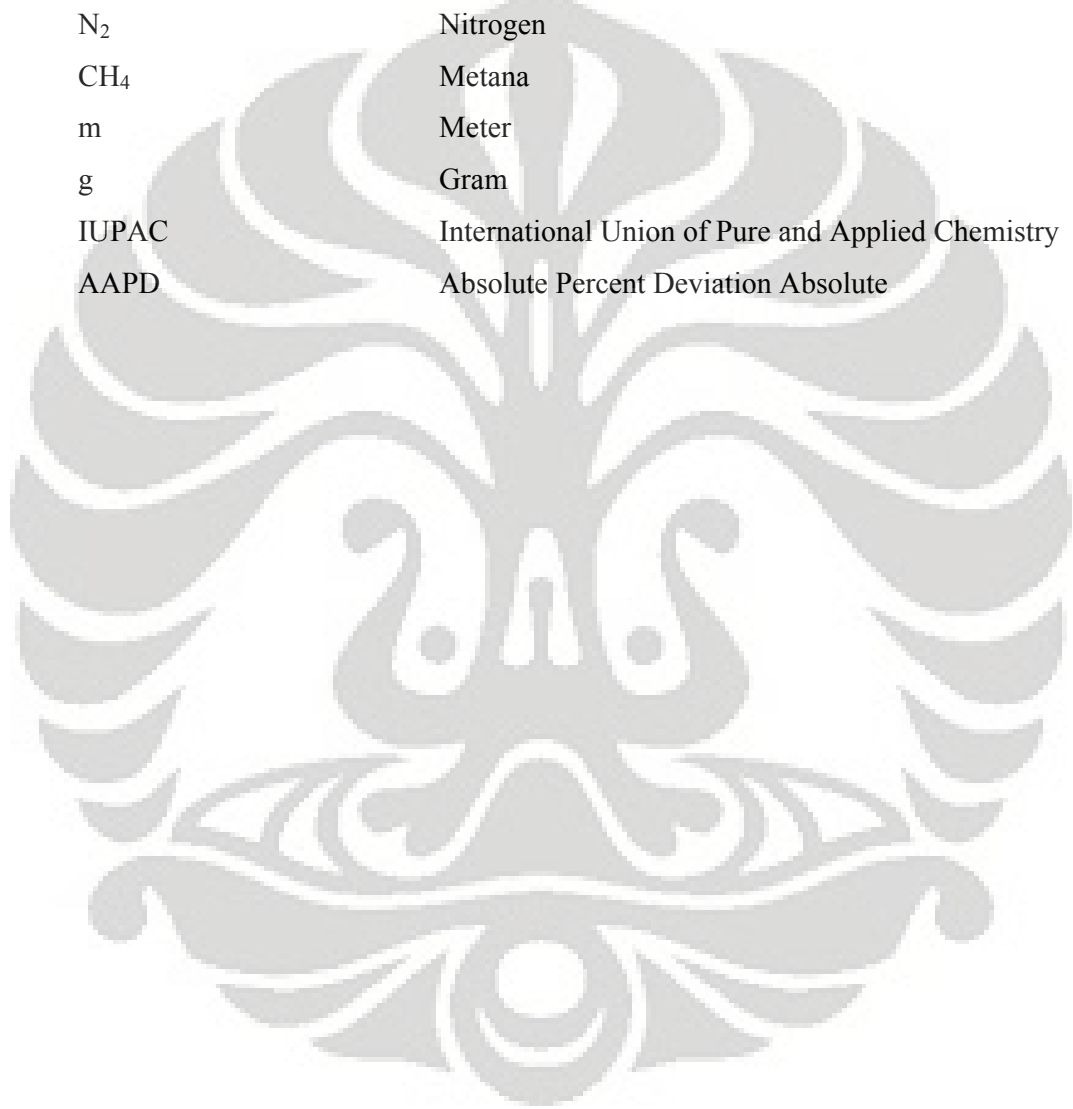 N₂ Nitrogen
CH₄ Metana
m Meter
g Gram
IUPAC International Union of Pure and Applied Chemistry
AAPD Absolute Percent Deviation Absolute